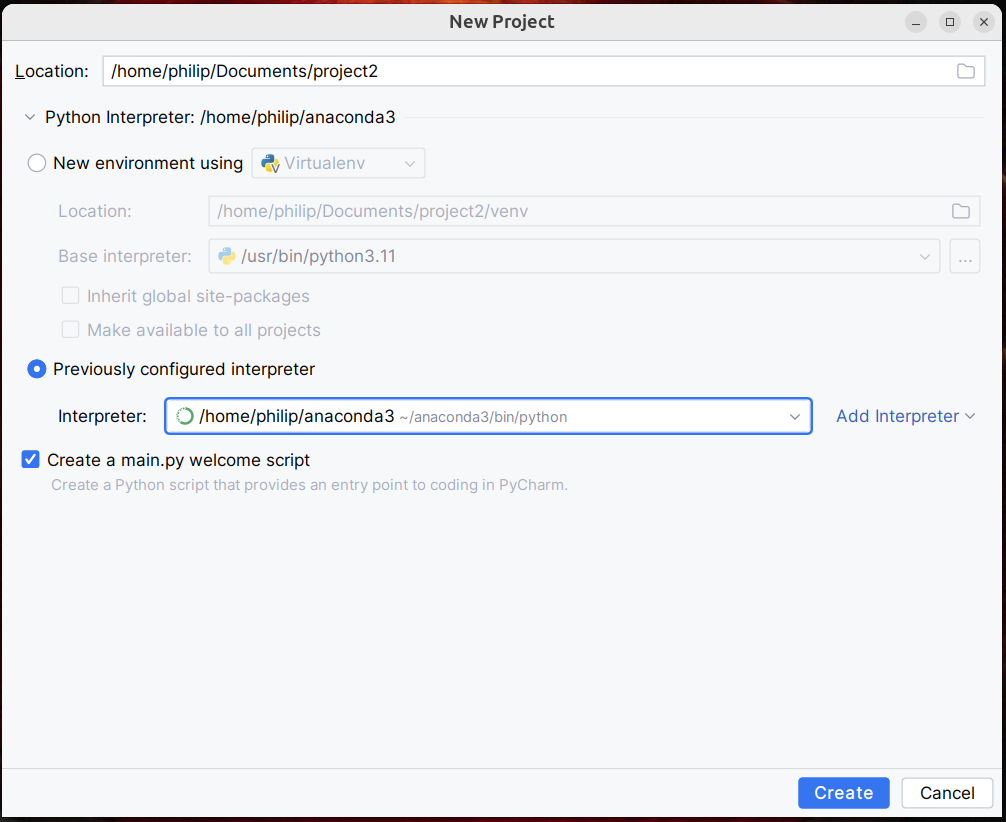 New Project
Location: /home/philip/Documents/project2
Python Interpreter: /home/philip/anaconda3
New environment using Virtualenv
Location: /home/philip/Documents/project2/venv
Base interpreter: /usr/bin/python3.11 ...
Inherit global site-packages
Make available to all projects
Previously configured interpreter
Interpreter: /home/philip/anaconda3 ~/anaconda3/bin/python Add Interpreter
Create a main.py welcome script
Create a Python script that provides an entry point to coding in PyCharm.
Create Cancel